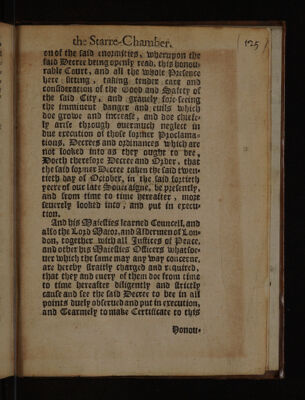 the Starre-Chamber.
125
on of the said enormities, whereupon the
said Decree being openly read, this honou-
rable Court, and all the whole Presence
here sitting, taking tender care and
consideration of the Good and Safety of
the said City, and gravely fore-seeing
the imminent danger and evils which
doe growe and increase, and doe chiefe-
ly arise through overmuch neglect in
due execution of those former Proclama-
tions, Decrees and ordinances which are
not looked into as they ought to bee,
Doeth therefore Decree and Order, that
the said former Decree taken the said twen-
tieth day of October, in the said fortieth
yeere of our late Soveraigne, be presently,
and from time to time hereafter, more
severely looked into, and put in execu-
tion.
And his Majesties learned Councell, and
also the Lord Maior, and Aldermen of Lon-
don, together with all Justices of Peace,
and other his Majesties Officers whatsoe-
ver which the same may any way concerne,
are hereby straitly charged and required,
that they and every of them doe from time
to time hereafter diligently and strictly
cause and see the said Decree to bee in all
points duely observed and put in execution,
and Yearmely to make Certificate to this
Honou-